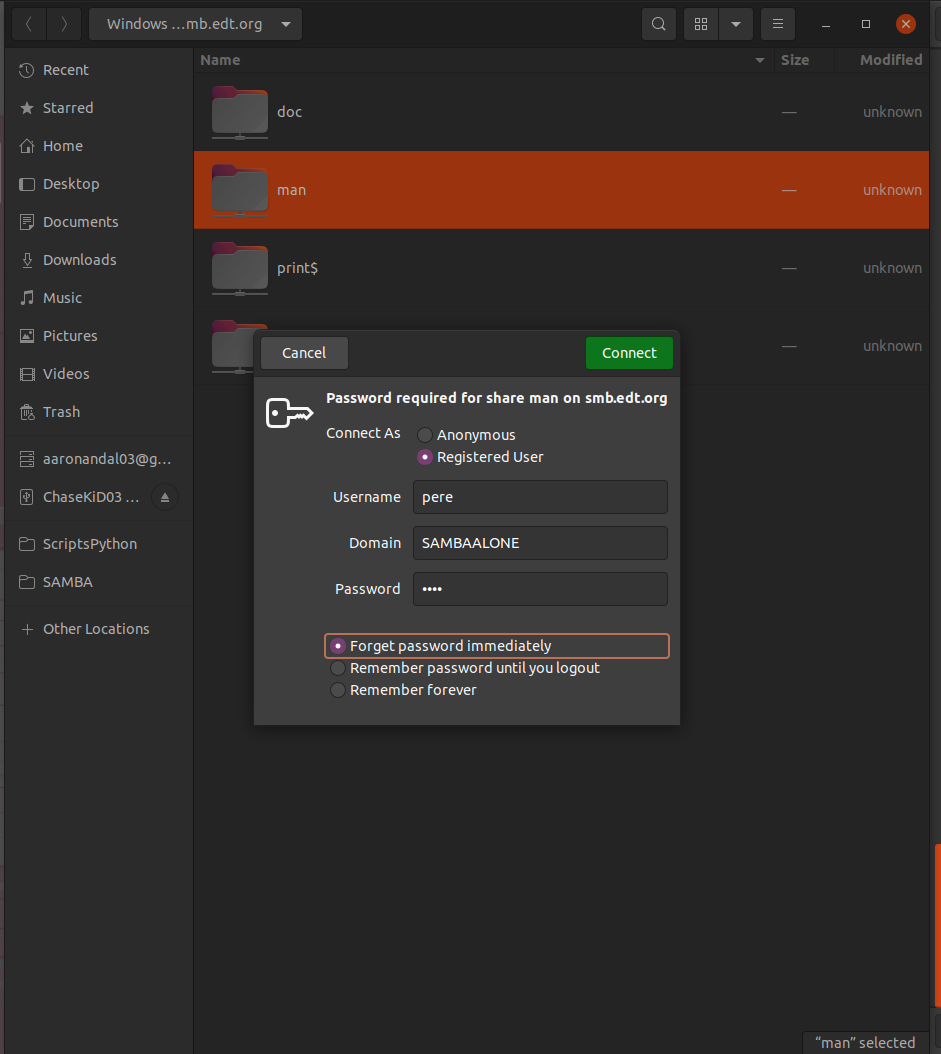 Windows ...mb.edt.org
Name Size Modified
Recent
Starred
Home
Desktop
Documents
Downloads
Music
Pictures
Videos
Trash
aaronandal03@g...
ChaseKiD03 ...
ScriptsPython
SAMBA
+ Other Locations
doc — unknown
man — unknown
print$ — unknown
— unknown
Cancel Connect
Password required for share man on smb.edt.org
Connect As Anonymous
Registered User
Username pere
Domain SAMBAALONE
Password ••••
Forget password immediately
Remember password until you logout
Remember forever
“man” selected